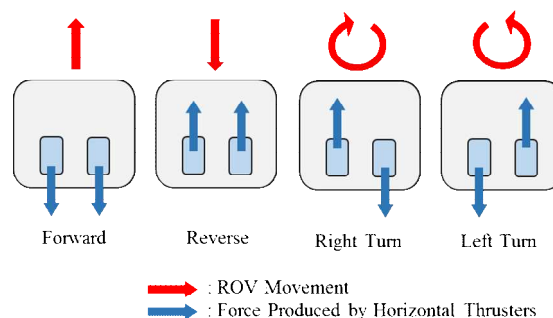 Forward
Reverse
Right Turn
Left Turn
: ROV Movement
: Force Produced by Horizontal Thrusters